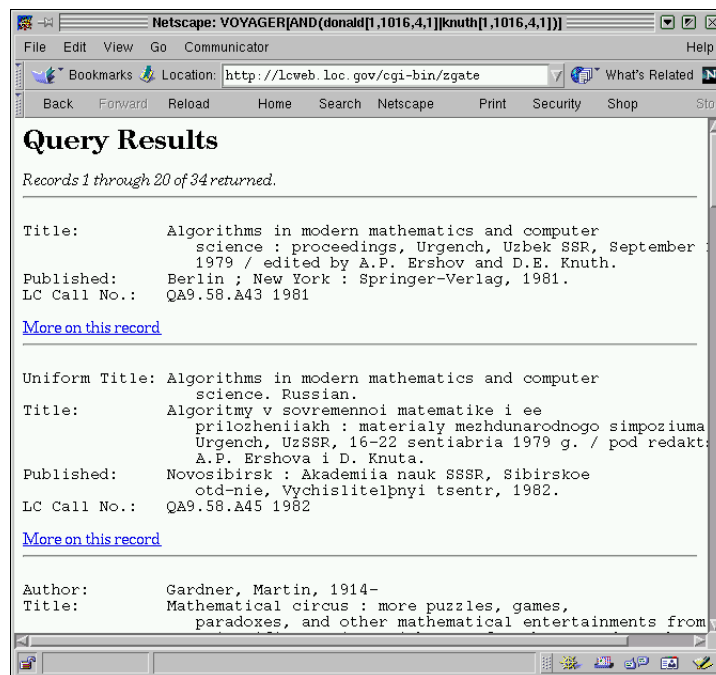 Netscape: VOYAGER[AND(donald[1,1016,4,1]|knuth[1,1016,4,1])]
File Edit View Go Communicator Help
Bookmarks Location: http://lcweb.loc.gov/cgi-bin/zgate What's Related N
Back Forward Reload Home Search Netscape Print Security Shop Sto
Query Results
Records 1 through 20 of 34 returned.
Title: Algorithms in modern mathematics and computer
science : proceedings, Urgench, Uzbek SSR, September
1979 / edited by A.P. Ershov and D.E. Knuth.
Published: Berlin ; New York : Springer-Verlag, 1981.
LC Call No.: QA9.58.A43 1981
More on this record
Uniform Title: Algorithms in modern mathematics and computer
science. Russian.
Title: Algoritmy v sovremennoi matematike i ee
prilozheniiakh : materialy mezhdunarodnogo simpoziuma
Urgench, UzSSR, 16-22 sentiabria 1979 g. / pod redakts
A.P. Ershova i D. Knuta.
Published: Novosibirsk : Akademiia nauk SSSR, Sibirskoe
otd-nie, Vychislitelþnyi tsentr, 1982.
LC Call No.: QA9.58.A45 1982
More on this record
Author: Gardner, Martin, 1914-
Title: Mathematical circus : more puzzles, games,
paradoxes, and other mathematical entertainments from